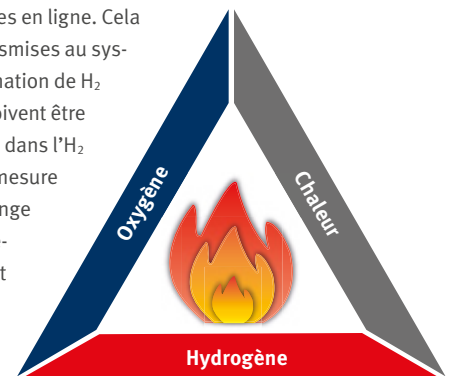 es en ligne. Cela
smises au sys-
nation de H₂
oivent être
dans l’H₂
mesure
nge
-
t
Oxygène
Chaleur
Hydrogène